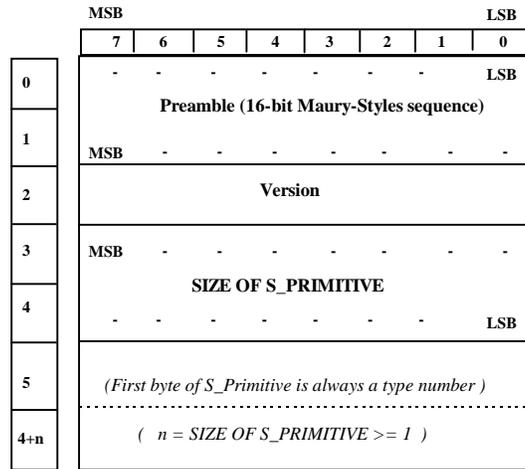 MSB LSB
7 6 5 4 3 2 1 0
0 - - - - - - - LSB
Preamble (16-bit Maury-Styles sequence)
1 MSB - - - - - - -
2 Version
3 MSB - - - - - - -
SIZE OF S_PRIMITIVE
4 - - - - - - - LSB
5 (First byte of S_Primitive is always a type number )
4+n ( n = SIZE OF S_PRIMITIVE >= 1 )